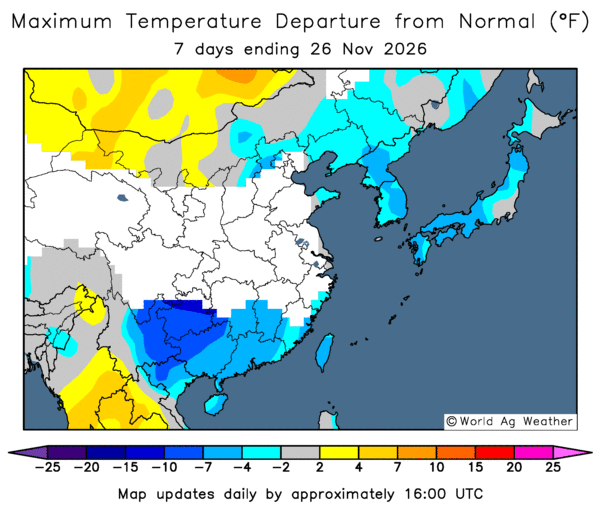 Maximum Temperature Departure from Normal (°F)
7 days ending 26 Nov 2026
© World Ag Weather
-25 -20 -15 -10 -7 -4 -2 2 4 7 10 15 20 25
Map updates daily by approximately 16:00 UTC